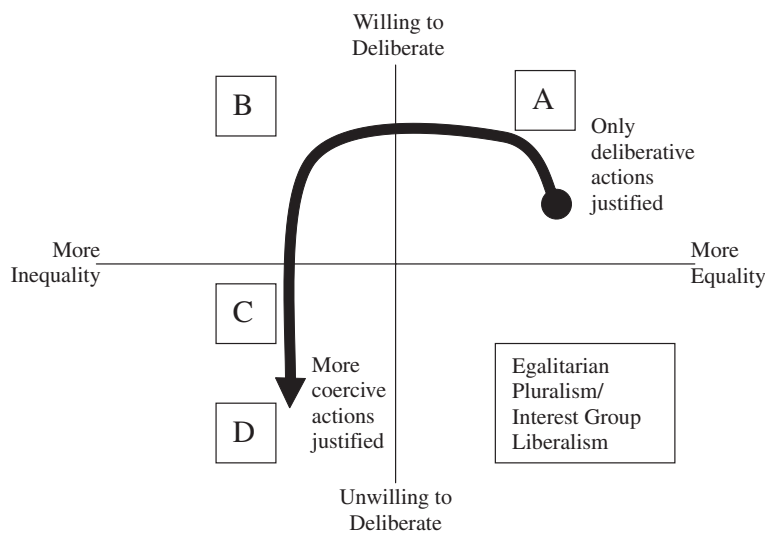 Willing to
Deliberate
B
A
Only
deliberative
actions
justified
More
Inequality
More
Equality
C
More
coercive
actions
justified
D
Egalitarian
Pluralism/
Interest Group
Liberalism
Unwilling to
Deliberate